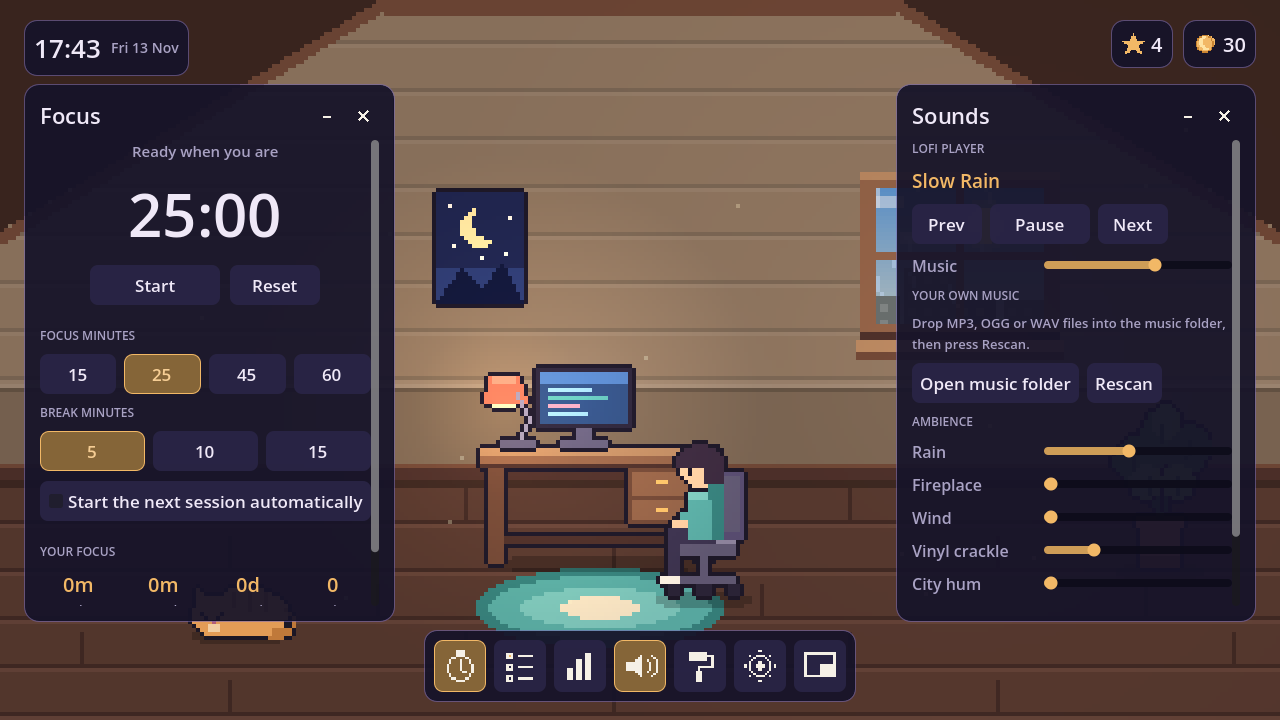 17:43 Fri 13 Nov
4
30
Focus
Ready when you are
25:00
Start Reset
FOCUS MINUTES
15 25 45 60
BREAK MINUTES
5 10 15
Start the next session automatically
YOUR FOCUS
0m 0m 0d 0
Sounds
LOFI PLAYER
Slow Rain
Prev Pause Next
Music
YOUR OWN MUSIC
Drop MP3, OGG or WAV files into the music folder,
then press Rescan.
Open music folder Rescan
AMBIENCE
Rain
Fireplace
Wind
Vinyl crackle
City hum